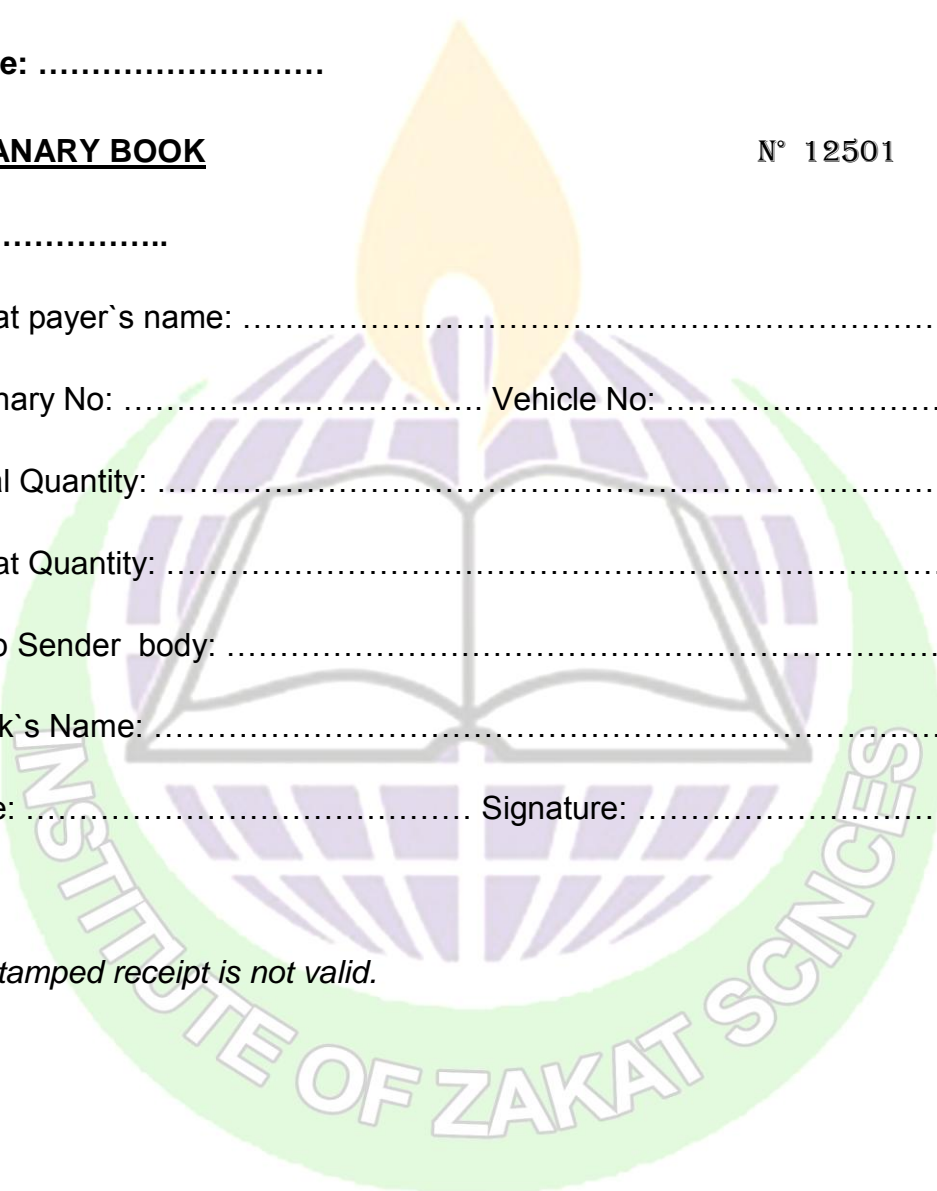 e: ………………………
ANARY BOOK N° 12501
……………..
at payer`s name: ……………………………………………………………
nary No: ……………………………. Vehicle No: ……………………….
al Quantity: …………………………………………………………………
at Quantity: …………………………………………………………………
o Sender body: ……………………………………………………………
k`s Name: …………………………………………………………………
e: …………………………………… Signature: …………………………
tamped receipt is not valid.
INSTITUTE OF ZAKAT SCINCES